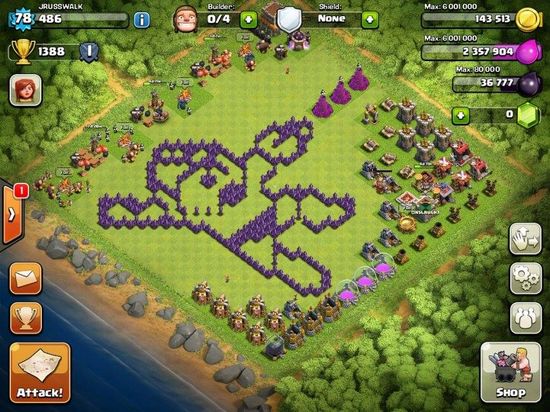 JRUSSWALK
78 486
1388
Builder:
0/4
Shield:
None
Max: 6 001 000
143 513
Max: 6 001 000
2 357 904
Max: 80 000
36 777
0
1
Attack!
Shop